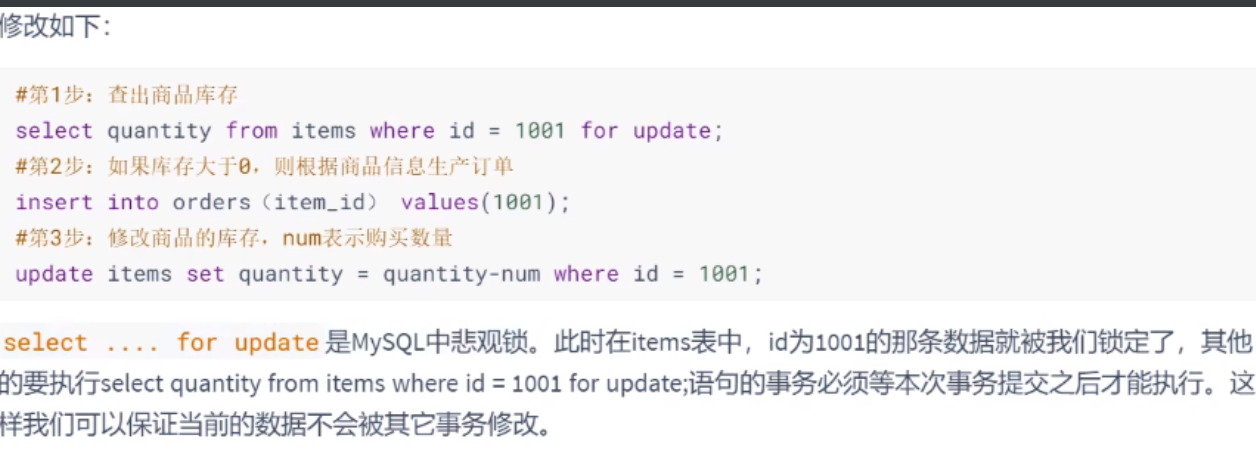 修改如下：
#第1步：查出商品库存
select quantity from items where id = 1001 for update;
#第2步：如果库存大于0，则根据商品信息生产订单
insert into orders（item_id） values(1001);
#第3步：修改商品的库存，num表示购买数量
update items set quantity = quantity-num where id = 1001;
select .... for update是MySQL中悲观锁。此时在items表中，id为1001的那条数据就被我们锁定了，其他
的要执行select quantity from items where id = 1001 for update;语句的事务必须等本次事务提交之后才能执行。这
样我们可以保证当前的数据不会被其它事务修改。